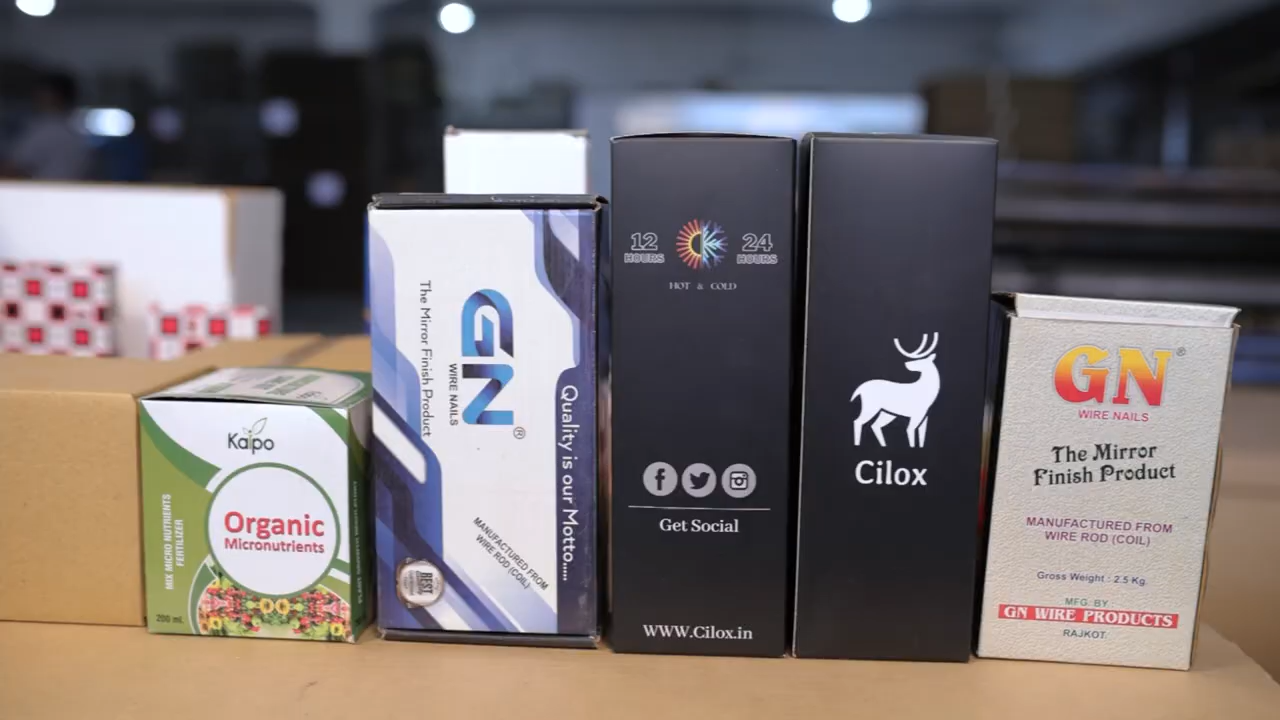 Kaipo
Organic
Micronutrients
MIX MICRO NUTRIENTS
FERTILIZER
200 ml.
The Mirror Finish Product
GN
WIRE NAILS
®
Quality is our Motto.....
MANUFACTURED FROM
WIRE ROD (COIL)
BEST
12
HOURS
24
HOURS
HOT & COLD
Get Social
WWW.Cilox.in
Cilox
GN®
WIRE NAILS
The Mirror
Finish Product
MANUFACTURED FROM
WIRE ROD (COIL)
Gross Weight : 2.5 Kg.
MFG. BY
GN WIRE PRODUCTS
RAJKOT.